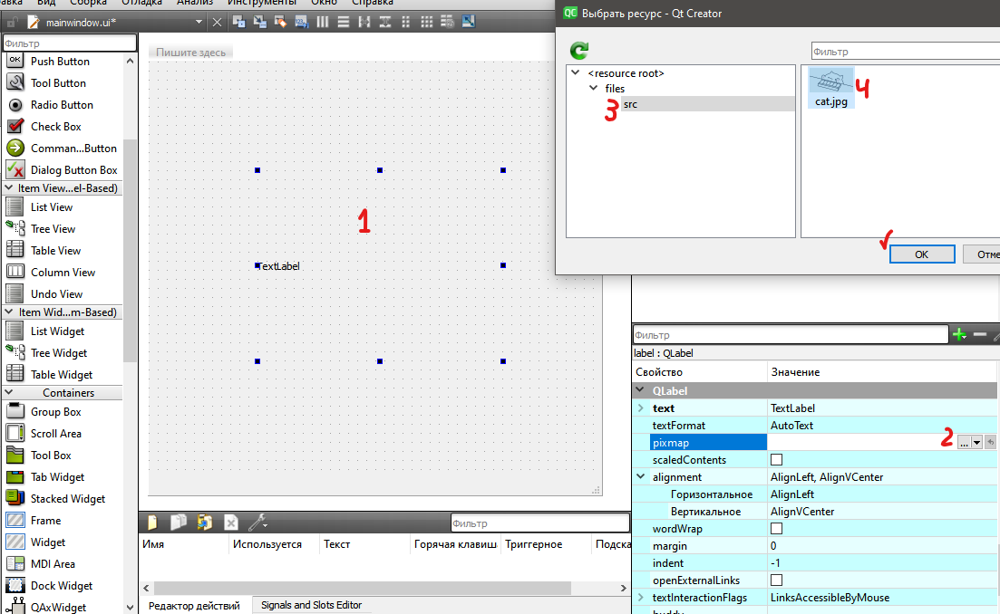 вка Вид Сборка Отладка Анализ Инструменты Окно Справка
mainwindow.ui*
Фильтр
Push Button
Tool Button
Radio Button
Check Box
Comman...Button
Dialog Button Box
Item View...el-Based)
List View
Tree View
Table View
Column View
Undo View
Item Wid...m-Based)
List Widget
Tree Widget
Table Widget
Containers
Group Box
Scroll Area
Tool Box
Tab Widget
Stacked Widget
Frame
Widget
MDI Area
Dock Widget
QAxWidget
Пишите здесь
1
TextLabel
Фильтр
Имя Используется Текст Горячая клавиш Триггерное Подска
Редактор действий Signals and Slots Editor
QC Выбрать ресурс - Qt Creator
Фильтр
<resource root>
files
3 src
4
cat.jpg
OK Отме
Фильтр
label : QLabel
Свойство Значение
QLabel
text TextLabel
textFormat AutoText
pixmap 2 ...
scaledContents
alignment AlignLeft, AlignVCenter
Горизонтальное AlignLeft
Вертикальное AlignVCenter
wordWrap
margin 0
indent -1
openExternalLinks
textInteractionFlags LinksAccessibleByMouse